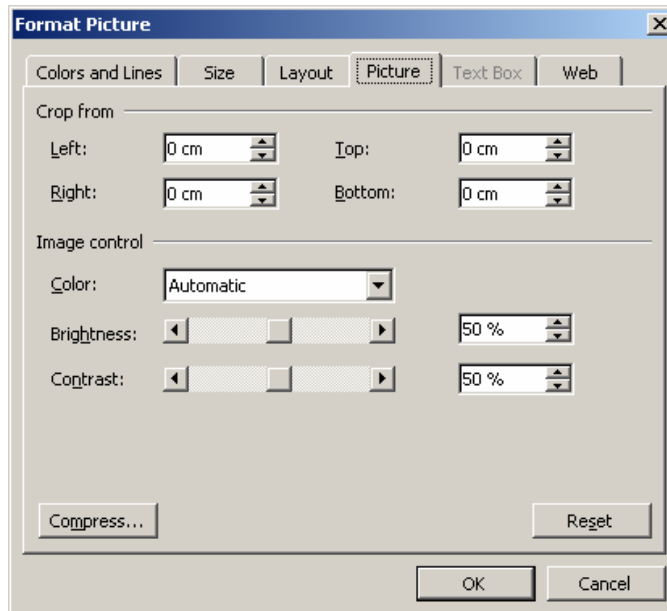 Format Picture
Colors and Lines Size Layout Picture Text Box Web
Crop from
Left: 0 cm Top: 0 cm
Right: 0 cm Bottom: 0 cm
Image control
Color: Automatic
Brightness: 50 %
Contrast: 50 %
Compress... Reset
OK Cancel